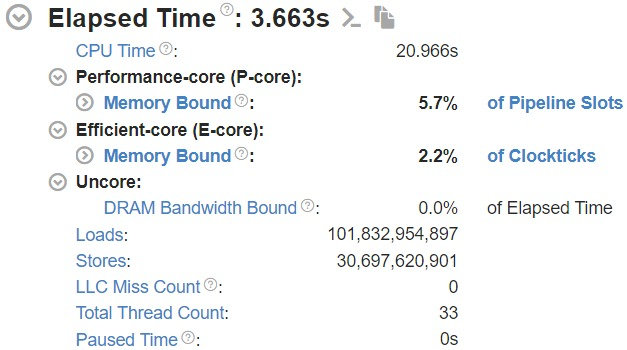 Elapsed Time ?: 3.663s
CPU Time ?: 20.966s
Performance-core (P-core):
Memory Bound ?: 5.7% of Pipeline Slots
Efficient-core (E-core):
Memory Bound ?: 2.2% of Clockticks
Uncore:
DRAM Bandwidth Bound ?: 0.0% of Elapsed Time
Loads: 101,832,954,897
Stores: 30,697,620,901
LLC Miss Count ?: 0
Total Thread Count: 33
Paused Time ?: 0s